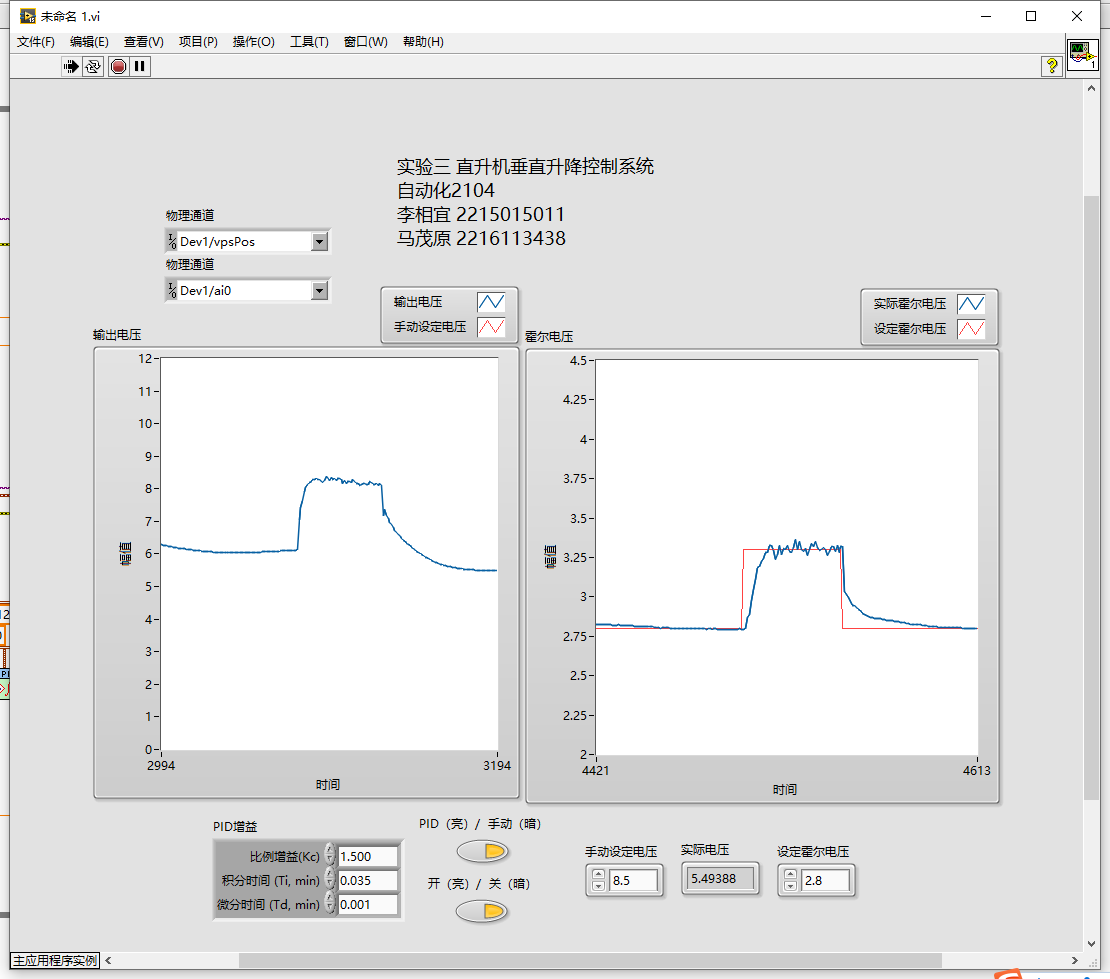 未命名 1.vi
文件(F) 编辑(E) 查看(V) 项目(P) 操作(O) 工具(T) 窗口(W) 帮助(H)
?
1
实验三 直升机垂直升降控制系统
自动化2104
李相宜 2215015011
马茂原 2216113438
物理通道
Dev1/vpsPos
物理通道
Dev1/ai0
输出电压
手动设定电压
输出电压
12
11
10
9
8
7
6
5
4
3
2
1
0
幅值
2994 3194
时间
实际霍尔电压
设定霍尔电压
霍尔电压
4.5
4.25
4
3.75
3.5
3.25
3
2.75
2.5
2.25
2
幅值
4421 4613
时间
PID增益
比例增益(Kc) 1.500
积分时间 (Ti, min) 0.035
微分时间 (Td, min) 0.001
PID（亮）/ 手动（暗）
开（亮）/ 关（暗）
手动设定电压
8.5
实际电压
5.49388
设定霍尔电压
2.8
主应用程序实例